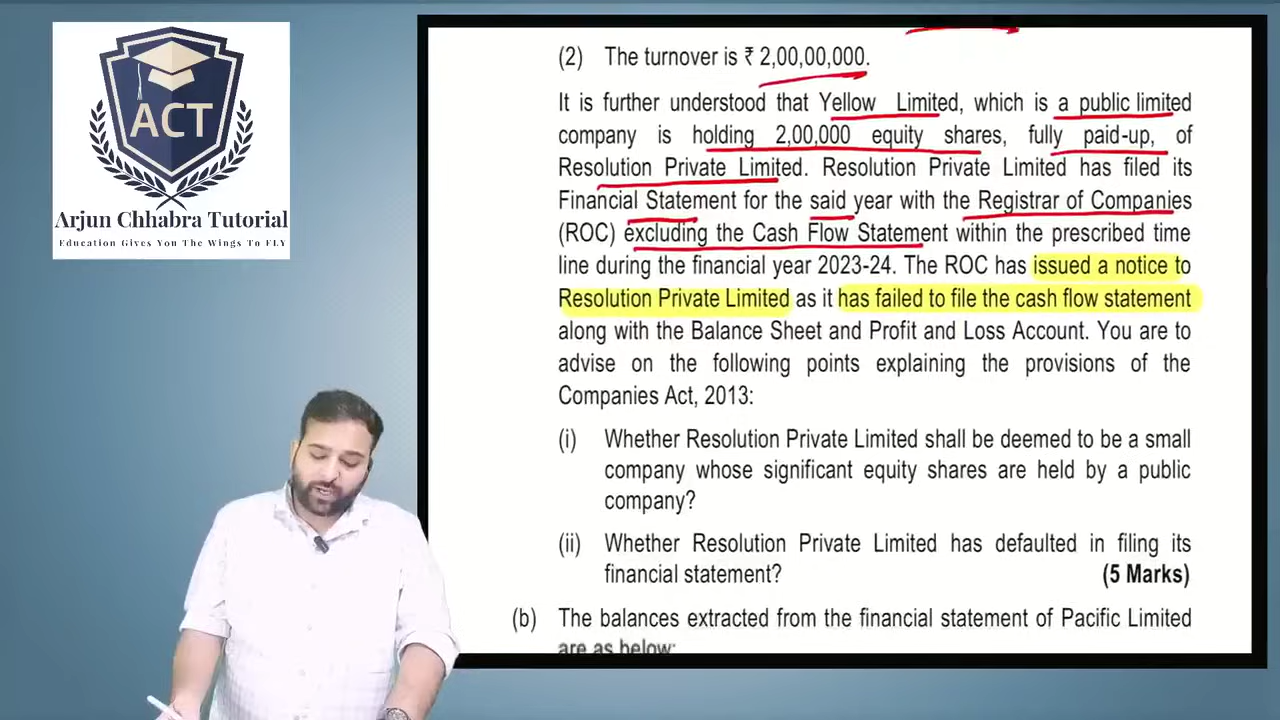 ACT
Arjun Chhabra Tutorial
Education Gives You The Wings To FLY
(2) The turnover is ₹ 2,00,00,000.
It is further understood that Yellow Limited, which is a public limited
company is holding 2,00,000 equity shares, fully paid-up, of
Resolution Private Limited. Resolution Private Limited has filed its
Financial Statement for the said year with the Registrar of Companies
(ROC) excluding the Cash Flow Statement within the prescribed time
line during the financial year 2023-24. The ROC has issued a notice to
Resolution Private Limited as it has failed to file the cash flow statement
along with the Balance Sheet and Profit and Loss Account. You are to
advise on the following points explaining the provisions of the
Companies Act, 2013:
(i) Whether Resolution Private Limited shall be deemed to be a small
company whose significant equity shares are held by a public
company?
(ii) Whether Resolution Private Limited has defaulted in filing its
financial statement? (5 Marks)
(b) The balances extracted from the financial statement of Pacific Limited
are as below: